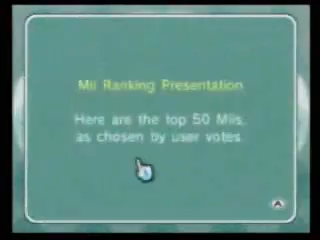 Mii Ranking Presentation
Here are the top 50 Miis,
as chosen by user votes.